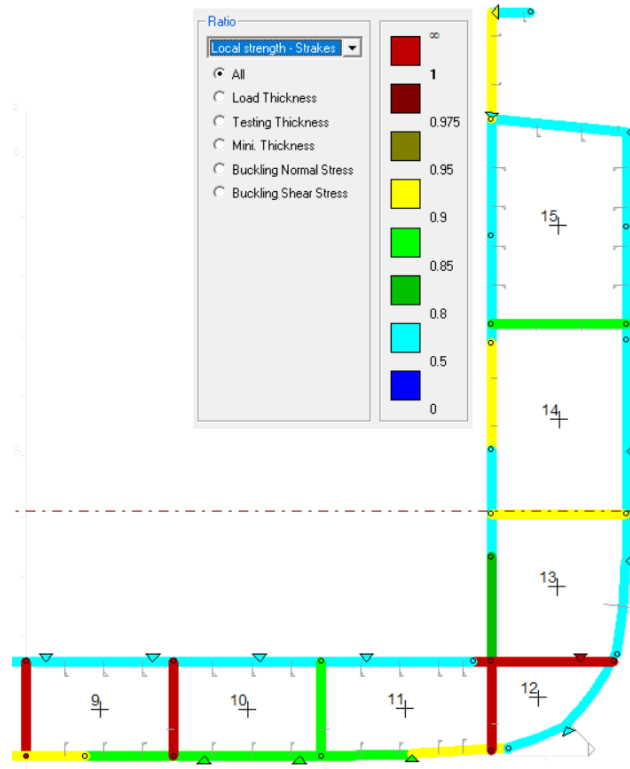 Ratio
Local strength - Strakes
All
Load Thickness
Testing Thickness
Mini. Thickness
Buckling Normal Stress
Buckling Shear Stress
∞
1
0.975
0.95
0.9
0.85
0.8
0.5
0
z
0
5
15
14
13
12
9
10
11